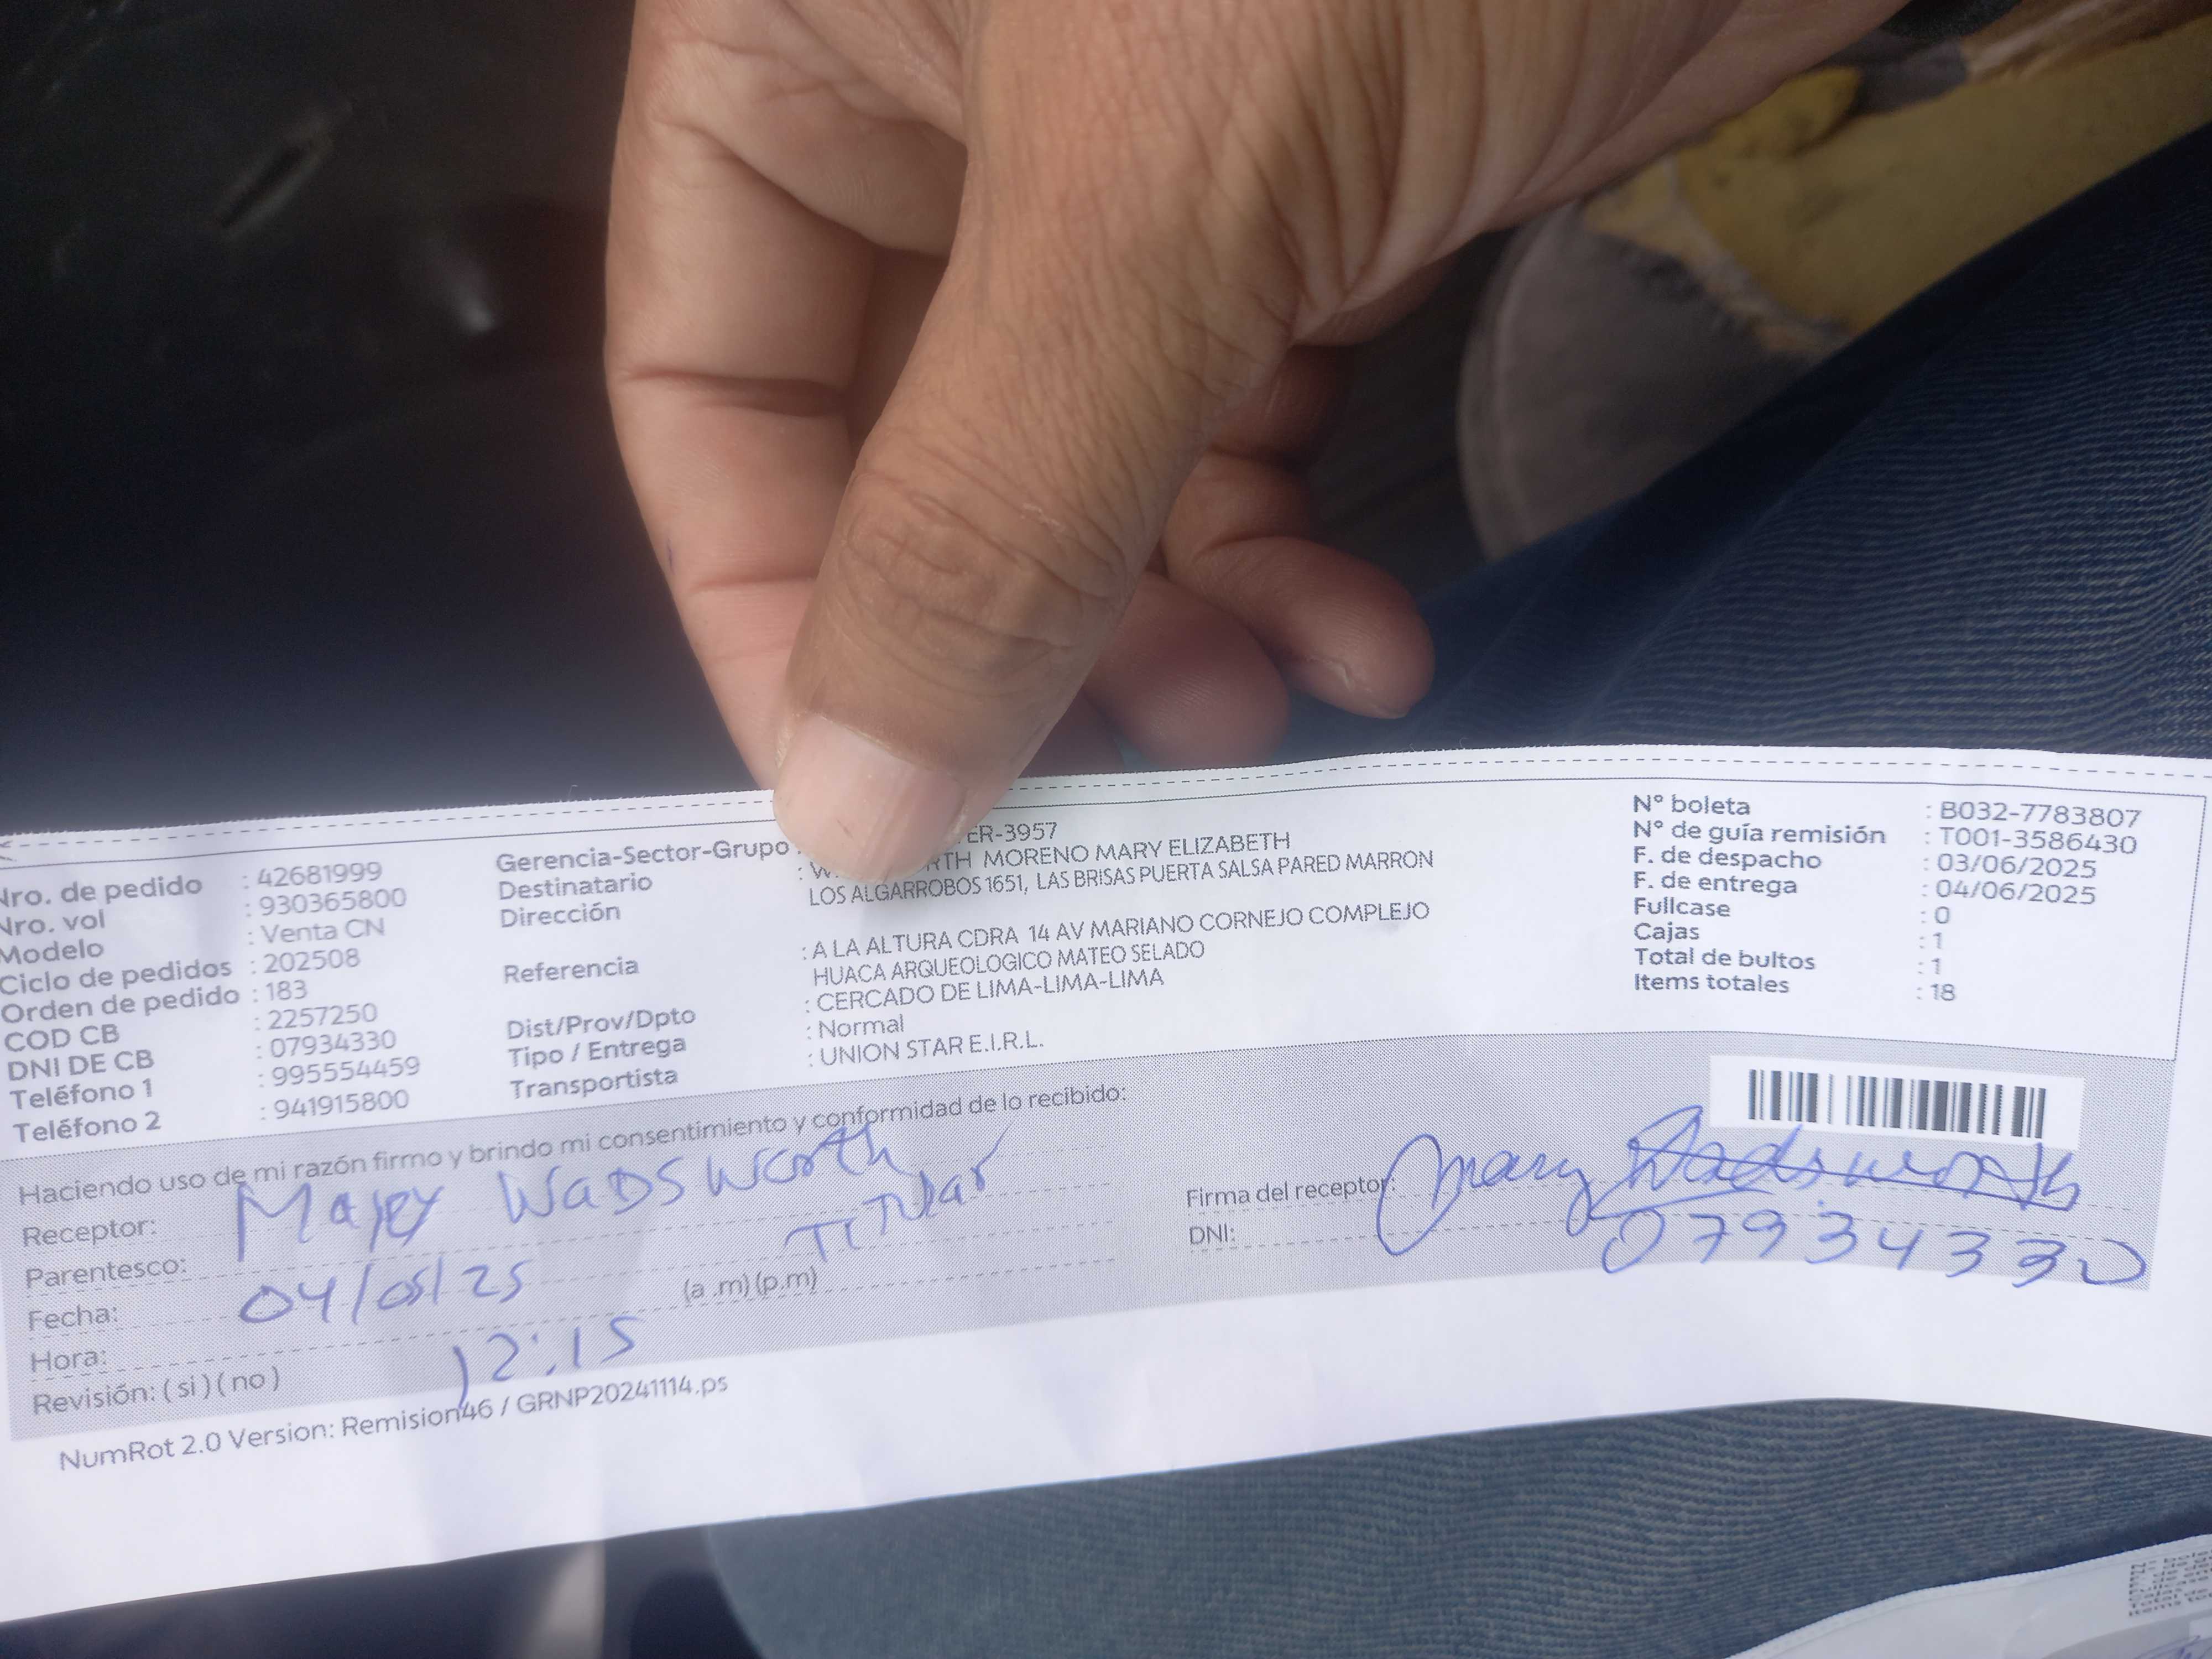 Nro. de pedido : 42681999
Nro. vol : 930365800
Modelo : Venta CN
Ciclo de pedidos : 202508
Orden de pedido : 183
COD CB : 2257250
DNI DE CB : 07934330
Teléfono 1 : 995554459
Teléfono 2 : 941915800
Gerencia-Sector-Grupo ER-3957
Destinatario : MORENO MARY ELIZABETH
Dirección LOS ALGARROBOS 1651, LAS BRISAS PUERTA SALSA PARED MARRON
Referencia : A LA ALTURA CDRA 14 AV MARIANO CORNEJO COMPLEJO
HUACA ARQUEOLOGICO MATEO SELADO
Dist/Prov/Dpto : CERCADO DE LIMA-LIMA-LIMA
Tipo / Entrega : Normal
Transportista : UNION STAR E.I.R.L.
N° boleta : B032-7783807
N° de guía remisión : T001-3586430
F. de despacho : 03/06/2025
F. de entrega : 04/06/2025
Fullcase : 0
Cajas : 1
Total de bultos : 1
Items totales : 18
Haciendo uso de mi razón firmo y brindo mi consentimiento y conformidad de lo recibido:
Receptor: Wadsworth
Parentesco: Titular
Fecha: 04/05/25
Hora: 12:15 (a .m) (p.m)
Revisión: ( si ) ( no )
Firma del receptor: Mary Wadsworth
DNI: 07934330
NumRot 2.0 Version: Remision46 / GRNP20241114.ps